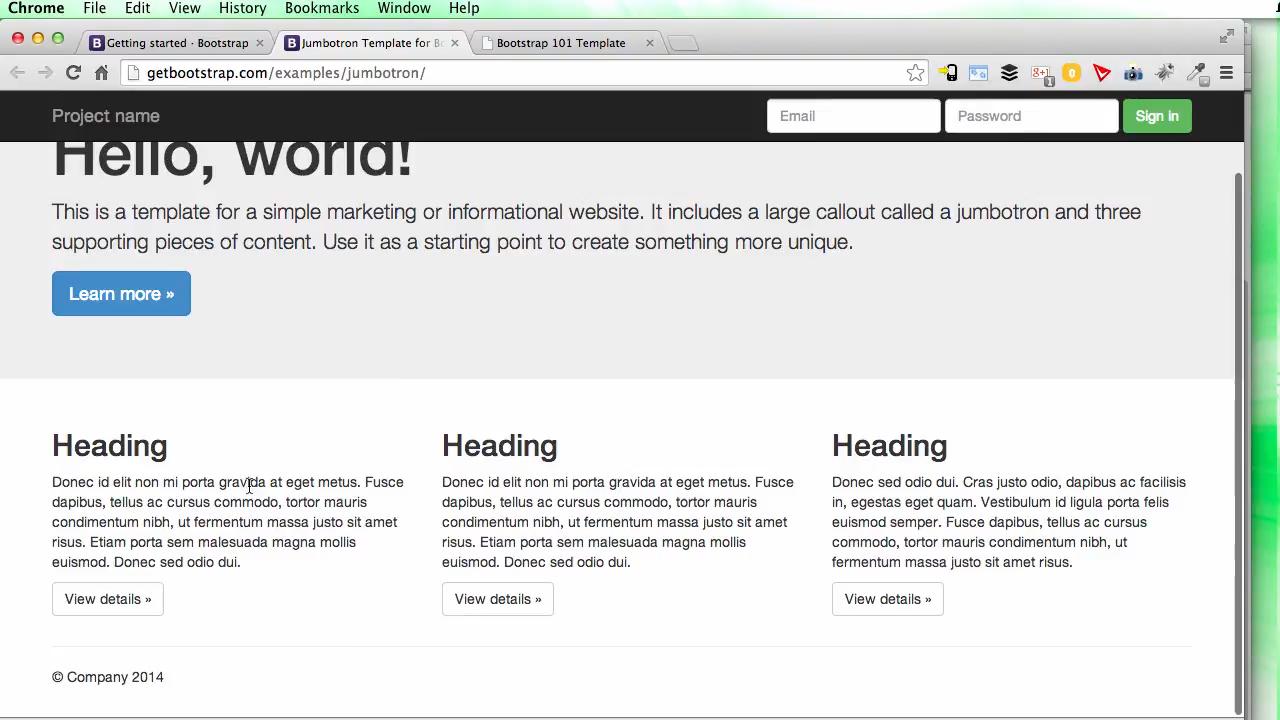 Chrome File Edit View History Bookmarks Window Help
Getting started · Bootstrap Jumbotron Template for Bo Bootstrap 101 Template
getbootstrap.com/examples/jumbotron/
Project name Email Password Sign in
Hello, world!
This is a template for a simple marketing or informational website. It includes a large callout called a jumbotron and three
supporting pieces of content. Use it as a starting point to create something more unique.
Learn more »
Heading
Donec id elit non mi porta gravida at eget metus. Fusce
dapibus, tellus ac cursus commodo, tortor mauris
condimentum nibh, ut fermentum massa justo sit amet
risus. Etiam porta sem malesuada magna mollis
euismod. Donec sed odio dui.
View details »
Heading
Donec id elit non mi porta gravida at eget metus. Fusce
dapibus, tellus ac cursus commodo, tortor mauris
condimentum nibh, ut fermentum massa justo sit amet
risus. Etiam porta sem malesuada magna mollis
euismod. Donec sed odio dui.
View details »
Heading
Donec sed odio dui. Cras justo odio, dapibus ac facilisis
in, egestas eget quam. Vestibulum id ligula porta felis
euismod semper. Fusce dapibus, tellus ac cursus
commodo, tortor mauris condimentum nibh, ut
fermentum massa justo sit amet risus.
View details »
© Company 2014